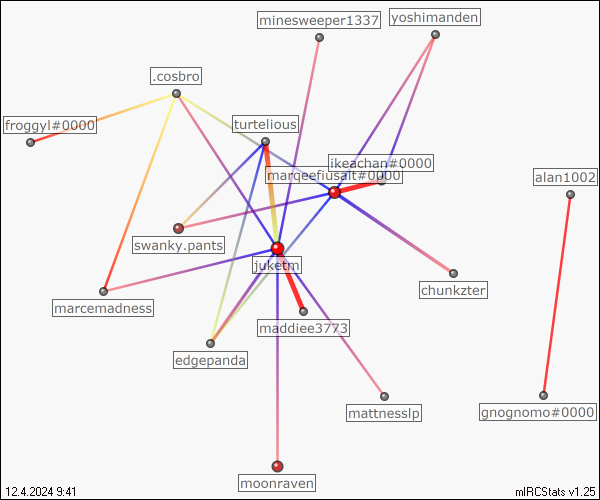 minesweeper1337
yoshimanden
.cosbro
froggyl#0000
turtelious
ikeachan#0000
marqeefiusalt#0000
alan1002
swanky.pants
juketm
chunkzter
marcemadness
maddiee3773
edgepanda
mattnesslp
gnognomo#0000
moonraven
12.4.2024 9:41
mIRCStats v1.25